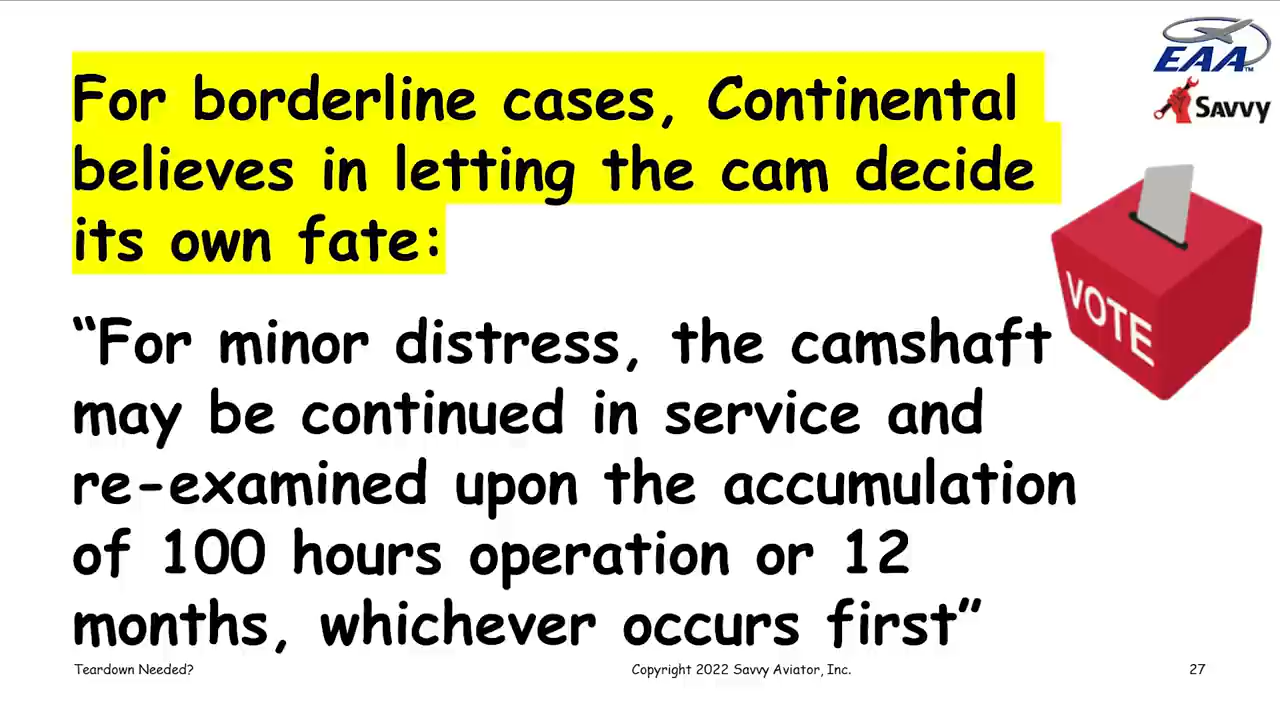 EAA™
SAVVY
For borderline cases, Continental
believes in letting the cam decide
its own fate:
VOTE
“For minor distress, the camshaft
may be continued in service and
re-examined upon the accumulation
of 100 hours operation or 12
months, whichever occurs first”
Teardown Needed?
Copyright 2022 Savvy Aviator, Inc.
27